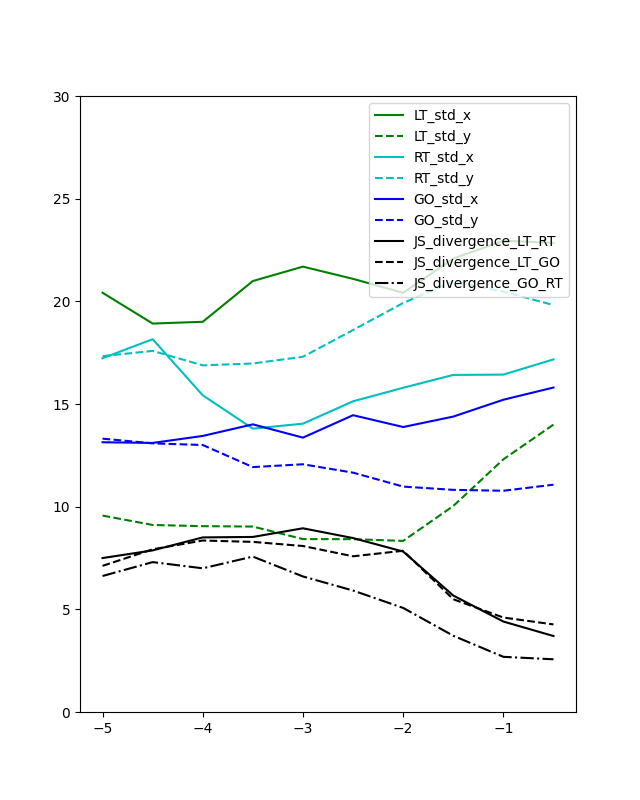 30
25
20
15
10
5
0
−5
−4
−3
−2
−1
LT_std_x
LT_std_y
RT_std_x
RT_std_y
GO_std_x
GO_std_y
JS_divergence_LT_RT
JS_divergence_LT_GO
JS_divergence_GO_RT